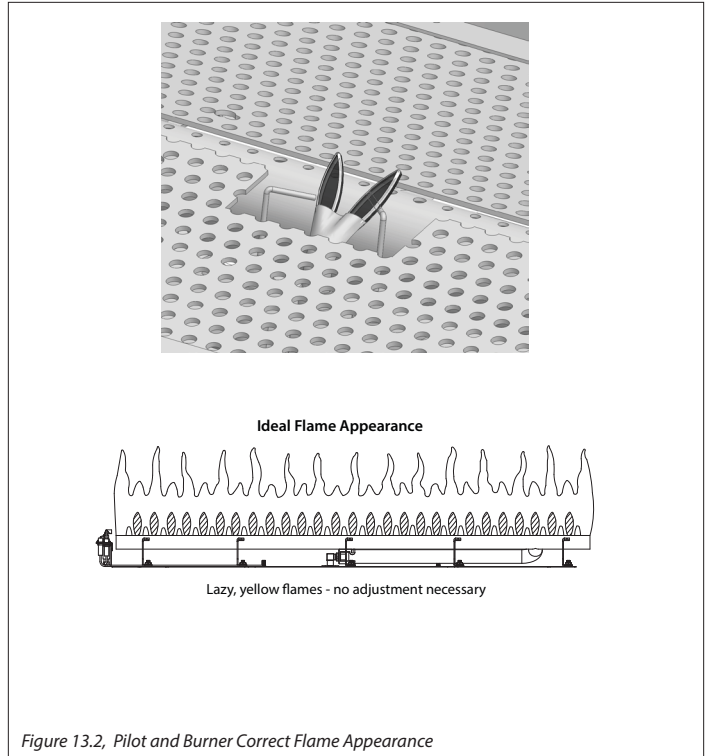 Ideal Flame Appearance
Lazy, yellow flames - no adjustment necessary
Figure 13.2, Pilot and Burner Correct Flame Appearance